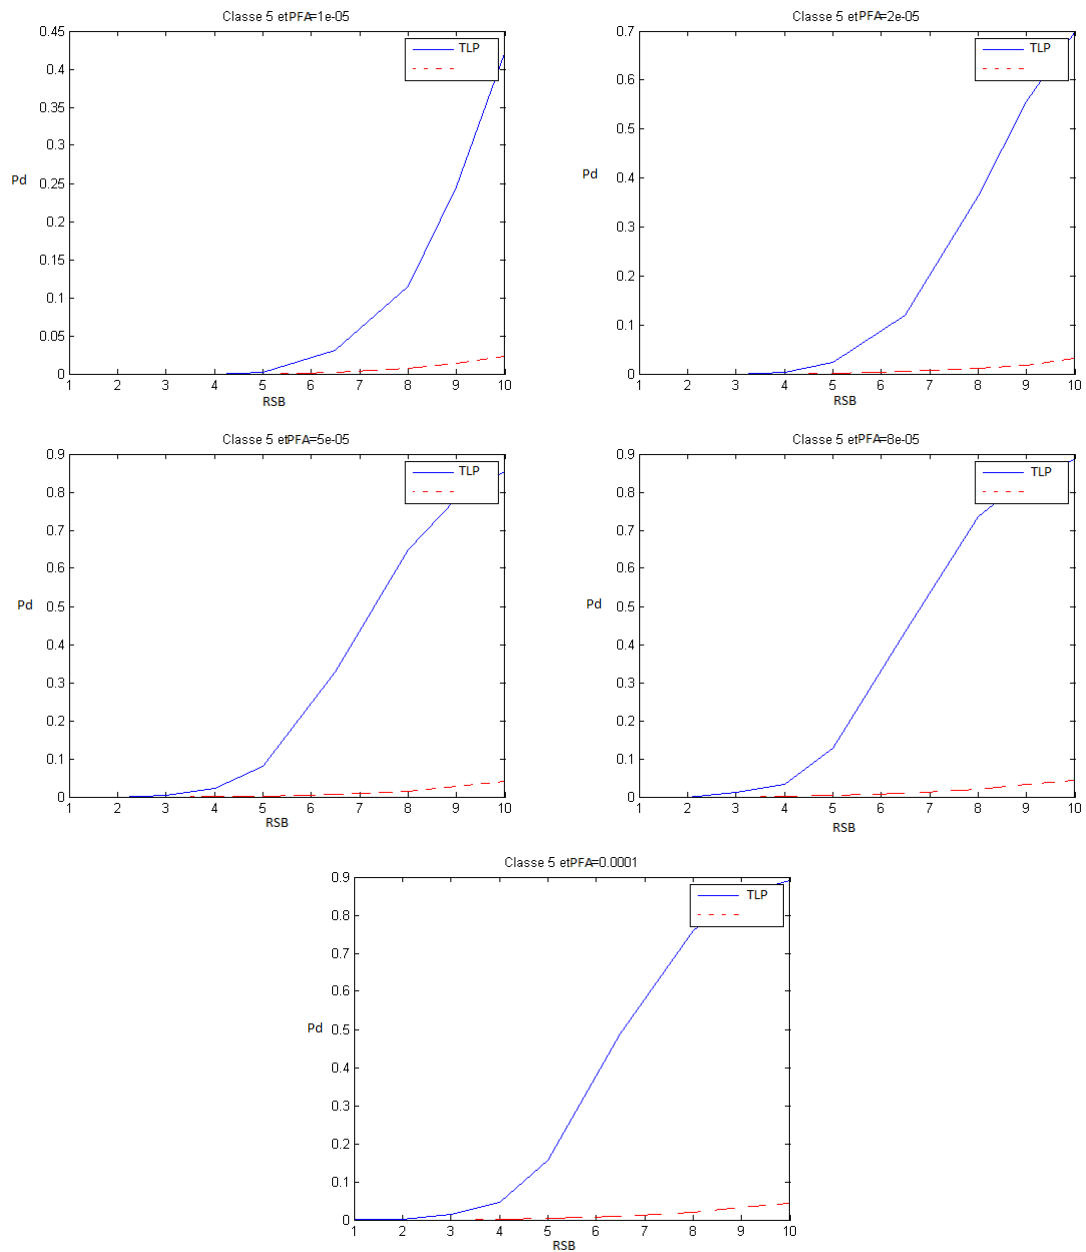 Classe 5 etPFA=1e-05
0.45
0.4
0.35
0.3
0.25
0.2
0.15
0.1
0.05
0
Pd
TLP
1 2 3 4 5 6 7 8 9 10
RSB
Classe 5 etPFA=2e-05
0.7
0.6
0.5
0.4
0.3
0.2
0.1
0
Pd
TLP
1 2 3 4 5 6 7 8 9 10
RSB
Classe 5 etPFA=5e-05
0.9
0.8
0.7
0.6
0.5
0.4
0.3
0.2
0.1
0
Pd
TLP
1 2 3 4 5 6 7 8 9 10
RSB
Classe 5 etPFA=8e-05
0.9
0.8
0.7
0.6
0.5
0.4
0.3
0.2
0.1
0
Pd
TLP
1 2 3 4 5 6 7 8 9 10
RSB
Classe 5 etPFA=0.0001
0.9
0.8
0.7
0.6
0.5
0.4
0.3
0.2
0.1
0
Pd
TLP
1 2 3 4 5 6 7 8 9 10
RSB